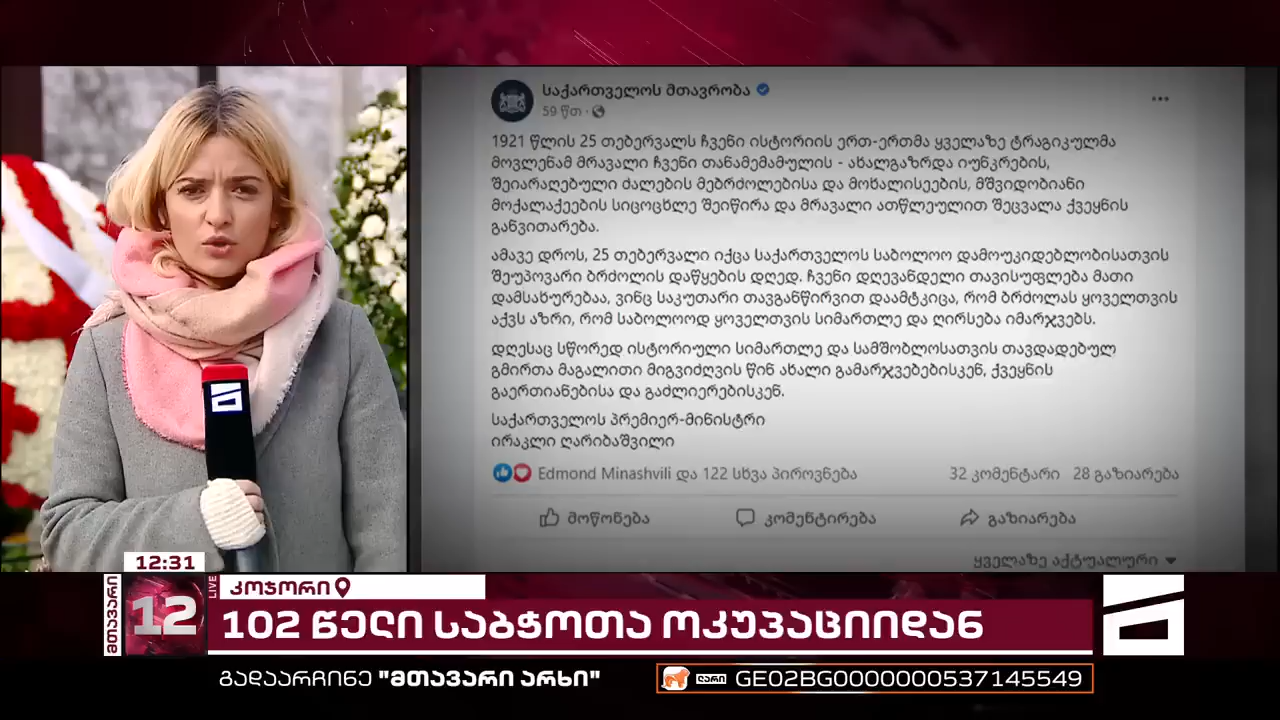 საქართველოს მთავრობა
59 წთ ·
1921 წლის 25 თებერვალს ჩვენი ისტორიის ერთ-ერთმა ყველაზე ტრაგიკულმა
მოვლენამ მრავალი ჩვენი თანამემამულის - ახალგაზრდა იუნკრების,
შეიარაღებული ძალების მებრძოლებისა და მოხალისეების, მშვიდობიანი
მოქალაქეების სიცოცხლე შეიწირა და მრავალი ათწლეულით შეცვალა ქვეყნის
განვითარება.
ამავე დროს, 25 თებერვალი იქცა საქართველოს საბოლოო დამოუკიდებლობისათვის
შეუპოვარი ბრძოლის დაწყების დღედ. ჩვენი დღევანდელი თავისუფლება მათი
დამსახურებაა, ვინც საკუთარი თავგანწირვით დაამტკიცა, რომ ბრძოლას ყოველთვის
აქვს აზრი, რომ საბოლოოდ ყოველთვის სიმართლე და ღირსება იმარჯვებს.
დღესაც სწორედ ისტორიული სიმართლე და სამშობლოსათვის თავდადებულ
გმირთა მაგალითი მიგვიძღვის წინ ახალი გამარჯვებებისკენ, ქვეყნის
გაერთიანებისა და გაძლიერებისკენ.
საქართველოს პრემიერ-მინისტრი
ირაკლი ღარიბაშვილი
Edmond Minashvili და 122 სხვა პიროვნება 32 კომენტარი 28 გაზიარება
მოწონება კომენტირება გაზიარება
ყველაზე აქტუალური
12:31
მთავარი
12
LIVE
კოჯორი
102 წელი საბჭოთა ოკუპაციიდან
გადაარჩინე "მთავარი არხი"
ლარი GE02BG0000000537145549